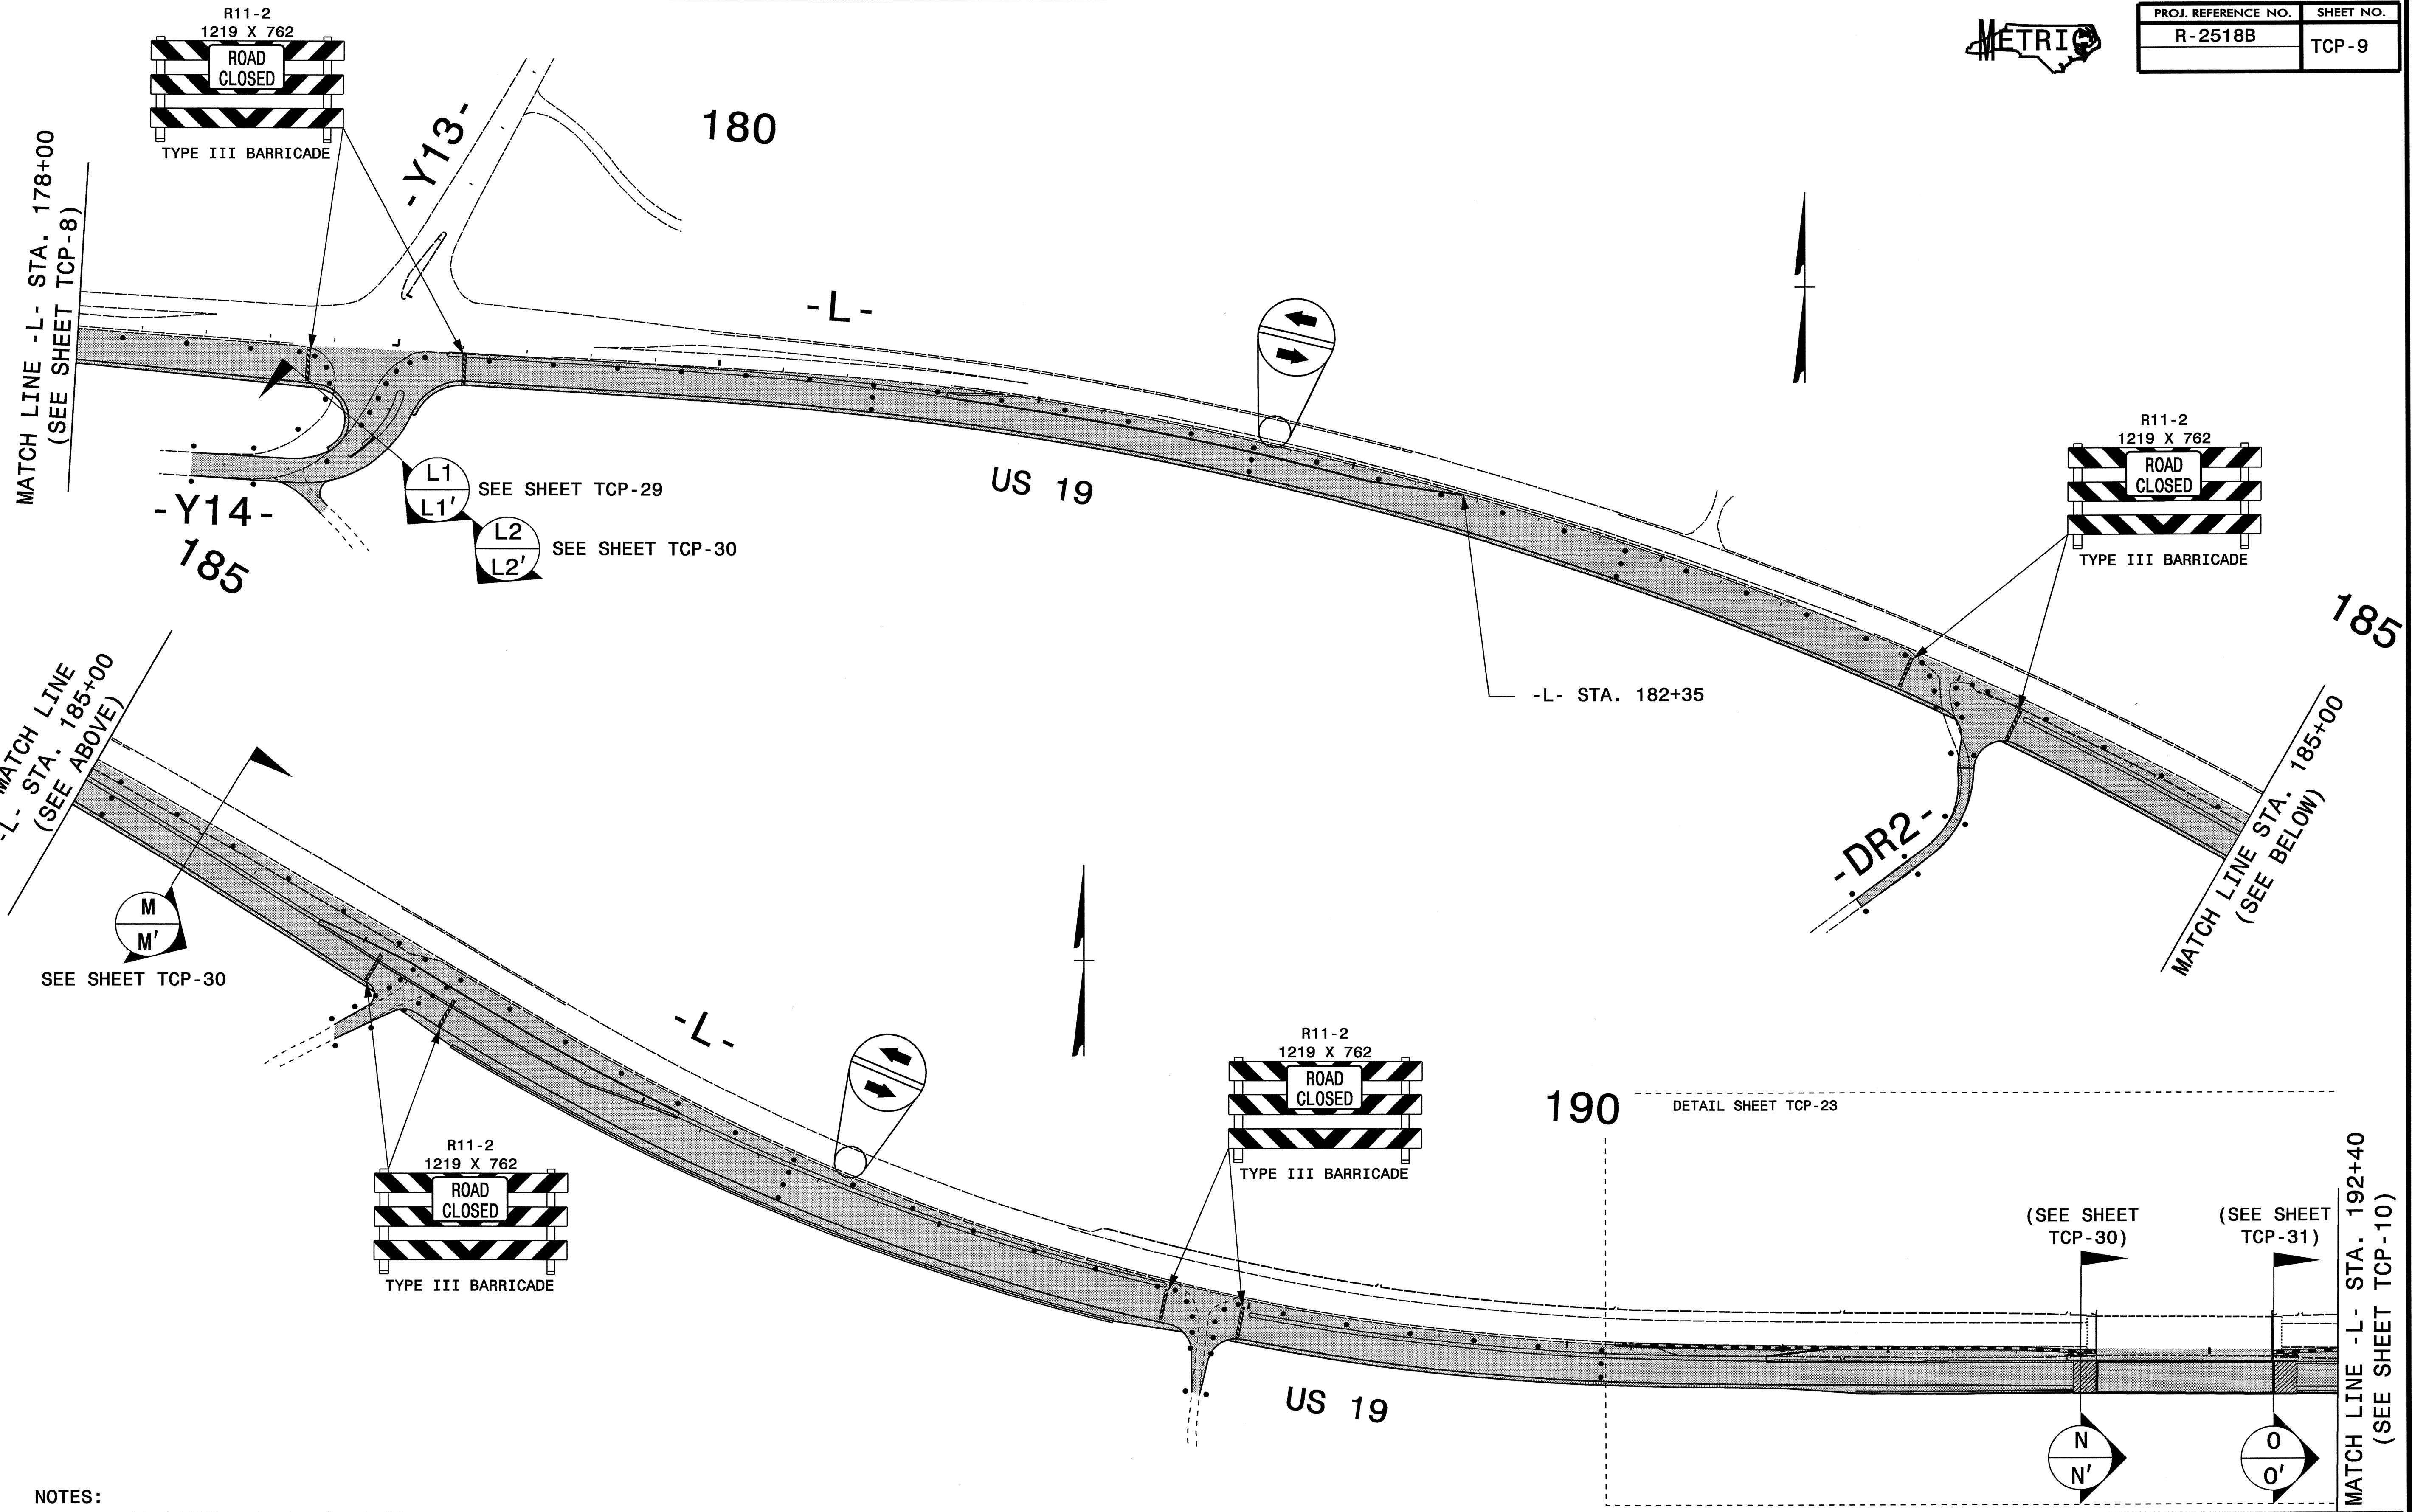 METRIC
PROJ. REFERENCE NO.
SHEET NO.
R-2518B
TCP-9
R11-2
1219 X 762
ROAD
CLOSED
TYPE III BARRICADE
-Y13-
180
MATCH LINE -L- STA. 178+00
(SEE SHEET TCP-8)
-L-
US 19
L1
L1'
SEE SHEET TCP-29
L2
L2'
SEE SHEET TCP-30
-Y14-
185
R11-2
1219 X 762
ROAD
CLOSED
TYPE III BARRICADE
185
-L- STA. 182+35
-DR2-
MATCH LINE STA. 185+00
(SEE BELOW)
MATCH LINE
-L- STA. 185+00
(SEE ABOVE)
M
M'
SEE SHEET TCP-30
-L-
R11-2
1219 X 762
ROAD
CLOSED
TYPE III BARRICADE
R11-2
1219 X 762
ROAD
CLOSED
TYPE III BARRICADE
190
DETAIL SHEET TCP-23
US 19
(SEE SHEET
TCP-30)
(SEE SHEET
TCP-31)
N
N'
O
O'
MATCH LINE -L- STA. 192+40
(SEE SHEET TCP-10)
NOTES: